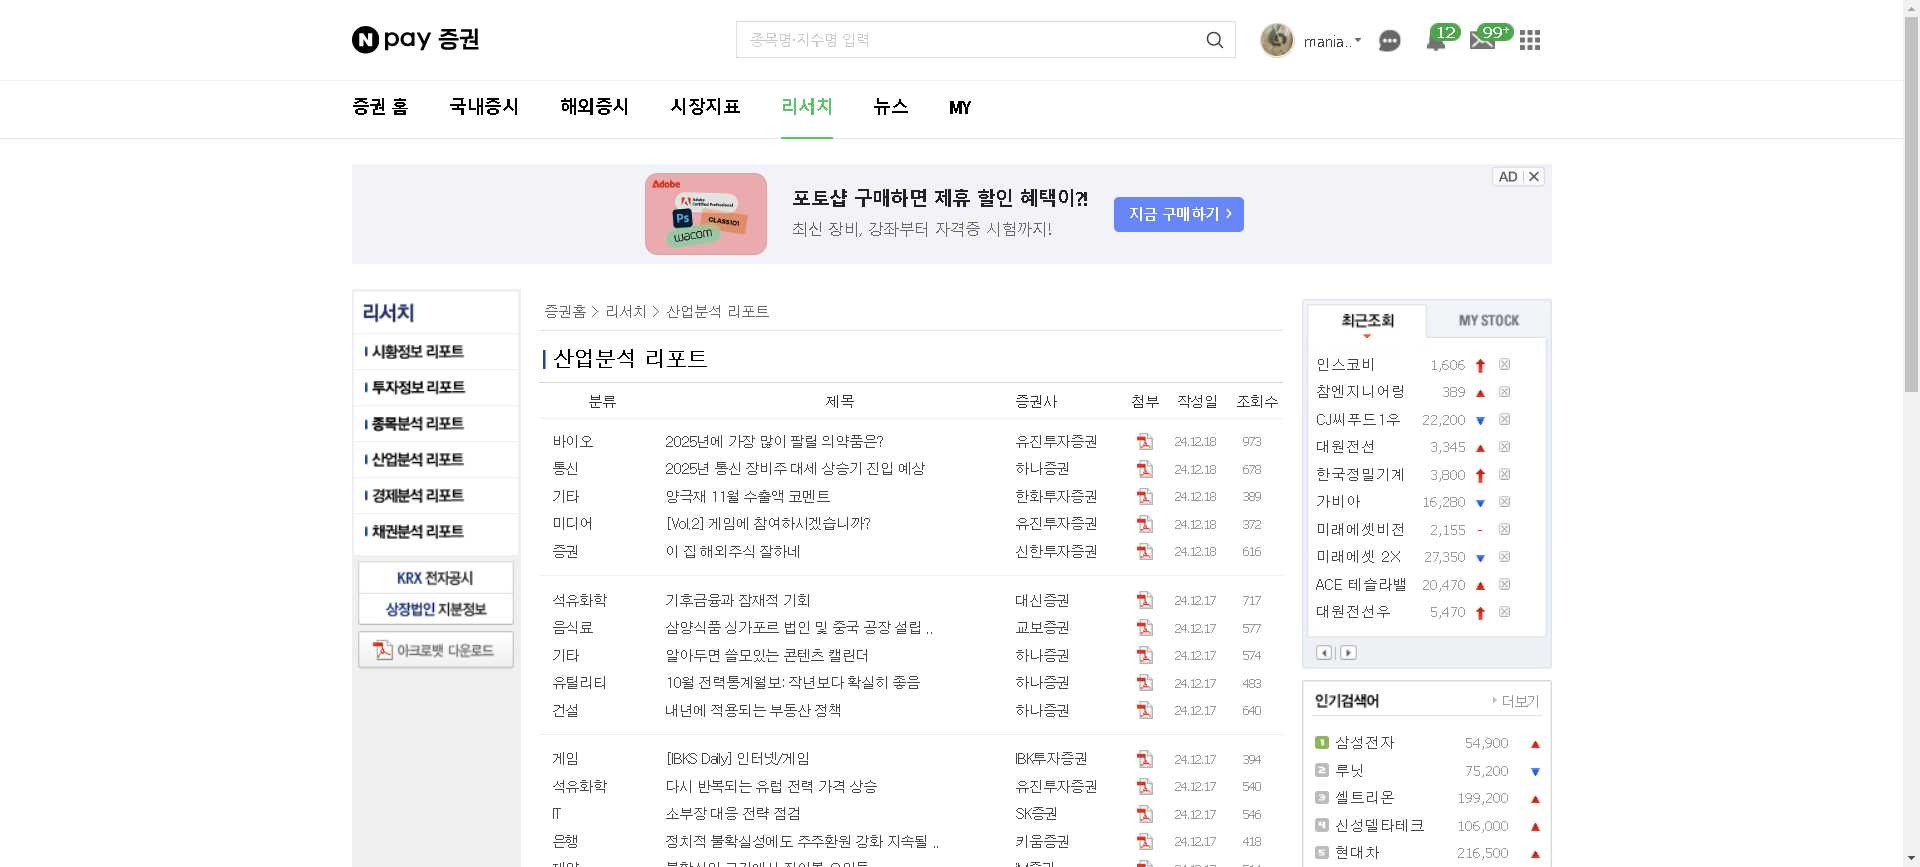 N pay 증권
종목명·지수명 입력
mania..
12
99+
증권 홈 국내증시 해외증시 시장지표 리서치 뉴스 MY
Adobe
Adobe
Certified Professional
Ps
CLASS101
wacom
포토샵 구매하면 제휴 할인 혜택이?!
최신 장비, 강좌부터 자격증 시험까지!
지금 구매하기
AD
리서치
시황정보 리포트
투자정보 리포트
종목분석 리포트
산업분석 리포트
경제분석 리포트
채권분석 리포트
KRX 전자공시
상장법인 지분정보
아크로뱃 다운로드
증권홈 > 리서치 > 산업분석 리포트
산업분석 리포트
분류 제목 증권사 첨부 작성일 조회수
바이오 2025년에 가장 많이 팔릴 의약품은? 유진투자증권 24.12.18 973
통신 2025년 통신 장비주 대세 상승기 진입 예상 하나증권 24.12.18 678
기타 양극재 11월 수출액 코멘트 한화투자증권 24.12.18 389
미디어 [Vol.2] 게임에 참여하시겠습니까? 유진투자증권 24.12.18 372
증권 이 집 해외주식 잘하네 신한투자증권 24.12.18 616
석유화학 기후금융과 잠재적 기회 대신증권 24.12.17 717
음식료 삼양식품 싱가포르 법인 및 중국 공장 설립 .. 교보증권 24.12.17 577
기타 알아두면 쓸모있는 콘텐츠 캘린더 하나증권 24.12.17 574
유틸리티 10월 전력통계월보: 작년보다 확실히 좋음 하나증권 24.12.17 483
건설 내년에 적용되는 부동산 정책 하나증권 24.12.17 640
게임 [IBKS Daily] 인터넷/게임 IBK투자증권 24.12.17 394
석유화학 다시 반복되는 유럽 전력 가격 상승 유진투자증권 24.12.17 540
IT 소부장 대응 전략 점검 SK증권 24.12.17 546
은행 정치적 불확실성에도 주주환원 강화 지속될 .. 키움증권 24.12.17 418
최근조회 MY STOCK
인스코비 1,606
참엔지니어링 389
CJ씨푸드1우 22,200
대원전선 3,345
한국정밀기계 3,800
가비아 16,280
미래에셋비전 2,155
미래에셋 2X 27,350
ACE 테슬라밸 20,470
대원전선우 5,470
인기검색어 더보기
1 삼성전자 54,900
2 루닛 75,200
3 셀트리온 199,200
4 신성델타테크 106,000
5 현대차 216,500